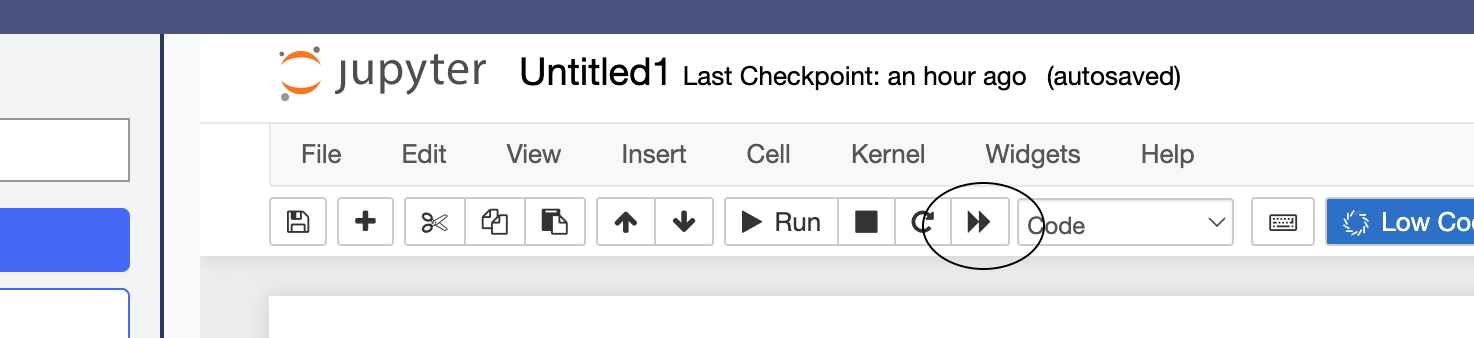 jupyter Untitled1 Last Checkpoint: an hour ago (autosaved)
File Edit View Insert Cell Kernel Widgets Help
Run Code Low